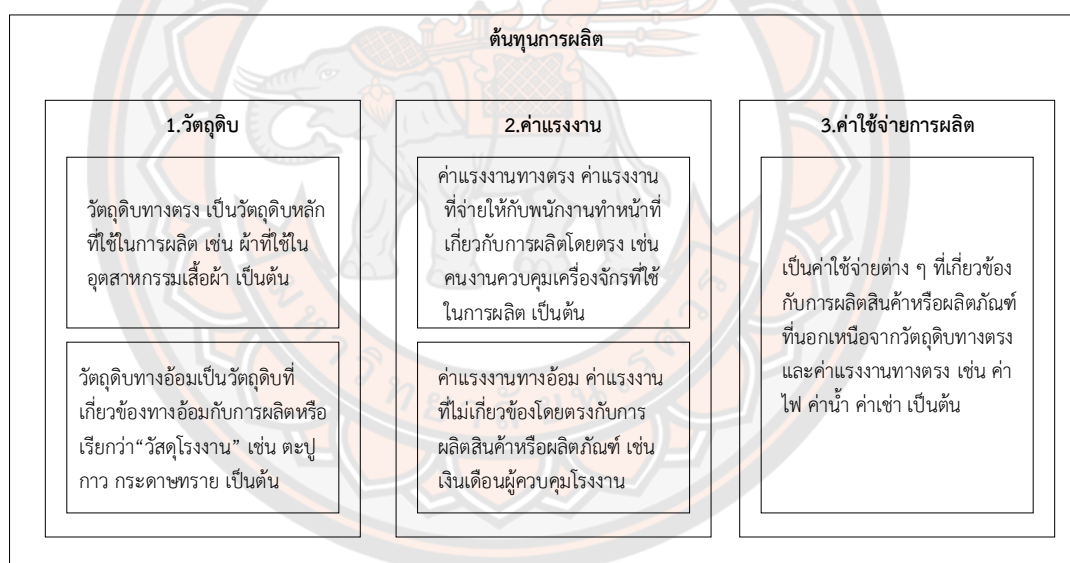 ต้นทุนการผลิต
1.วัตถุดิบ
วัตถุดิบทางตรง เป็นวัตถุดิบหลัก
ที่ใช้ในการผลิต เช่น ผ้าที่ใช้ใน
อุตสาหกรรมเสื้อผ้า เป็นต้น
วัตถุดิบทางอ้อมเป็นวัตถุดิบที่
เกี่ยวข้องทางอ้อมกับการผลิตหรือ
เรียกว่า“วัสดุโรงงาน” เช่น ตะปู
กาว กระดาษทราย เป็นต้น
2.ค่าแรงงาน
ค่าแรงงานทางตรง ค่าแรงงาน
ที่จ่ายให้กับพนักงานทำหน้าที่
เกี่ยวกับการผลิตโดยตรง เช่น
คนงานควบคุมเครื่องจักรที่ใช้
ในการผลิต เป็นต้น
ค่าแรงงานทางอ้อม ค่าแรงงาน
ที่ไม่เกี่ยวข้องโดยตรงกับการ
ผลิตสินค้าหรือผลิตภัณฑ์ เช่น
เงินเดือนผู้ควบคุมโรงงาน
3.ค่าใช้จ่ายการผลิต
เป็นค่าใช้จ่ายต่าง ๆ ที่เกี่ยวข้อง
กับการผลิตสินค้าหรือผลิตภัณฑ์
ที่นอกเหนือจากวัตถุดิบทางตรง
และค่าแรงงานทางตรง เช่น ค่า
ไฟ ค่าน้ำ ค่าเช่า เป็นต้น
มหาวิทยาลัยนเรศวร